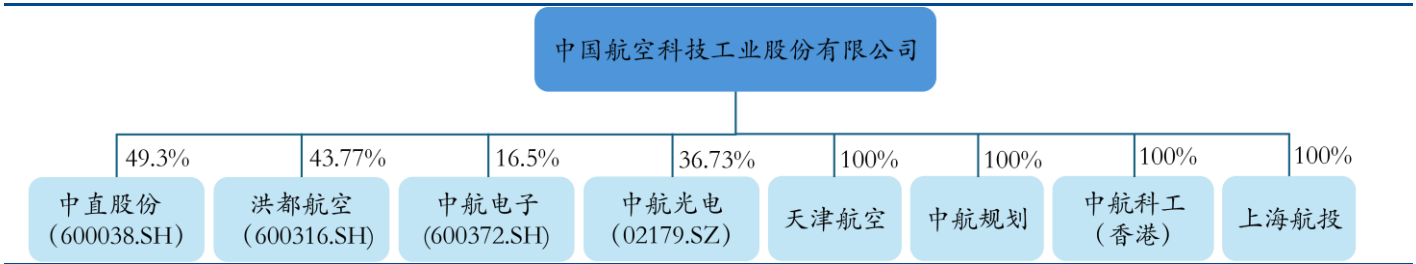 中国航空科技工业股份有限公司
49.3%
43.77%
16.5%
36.73%
100%
100%
100%
100%
中直股份
(600038.SH)
洪都航空
(600316.SH)
中航电子
(600372.SH)
中航光电
(02179.SZ)
天津航空
中航规划
中航科工
(香港)
上海航投